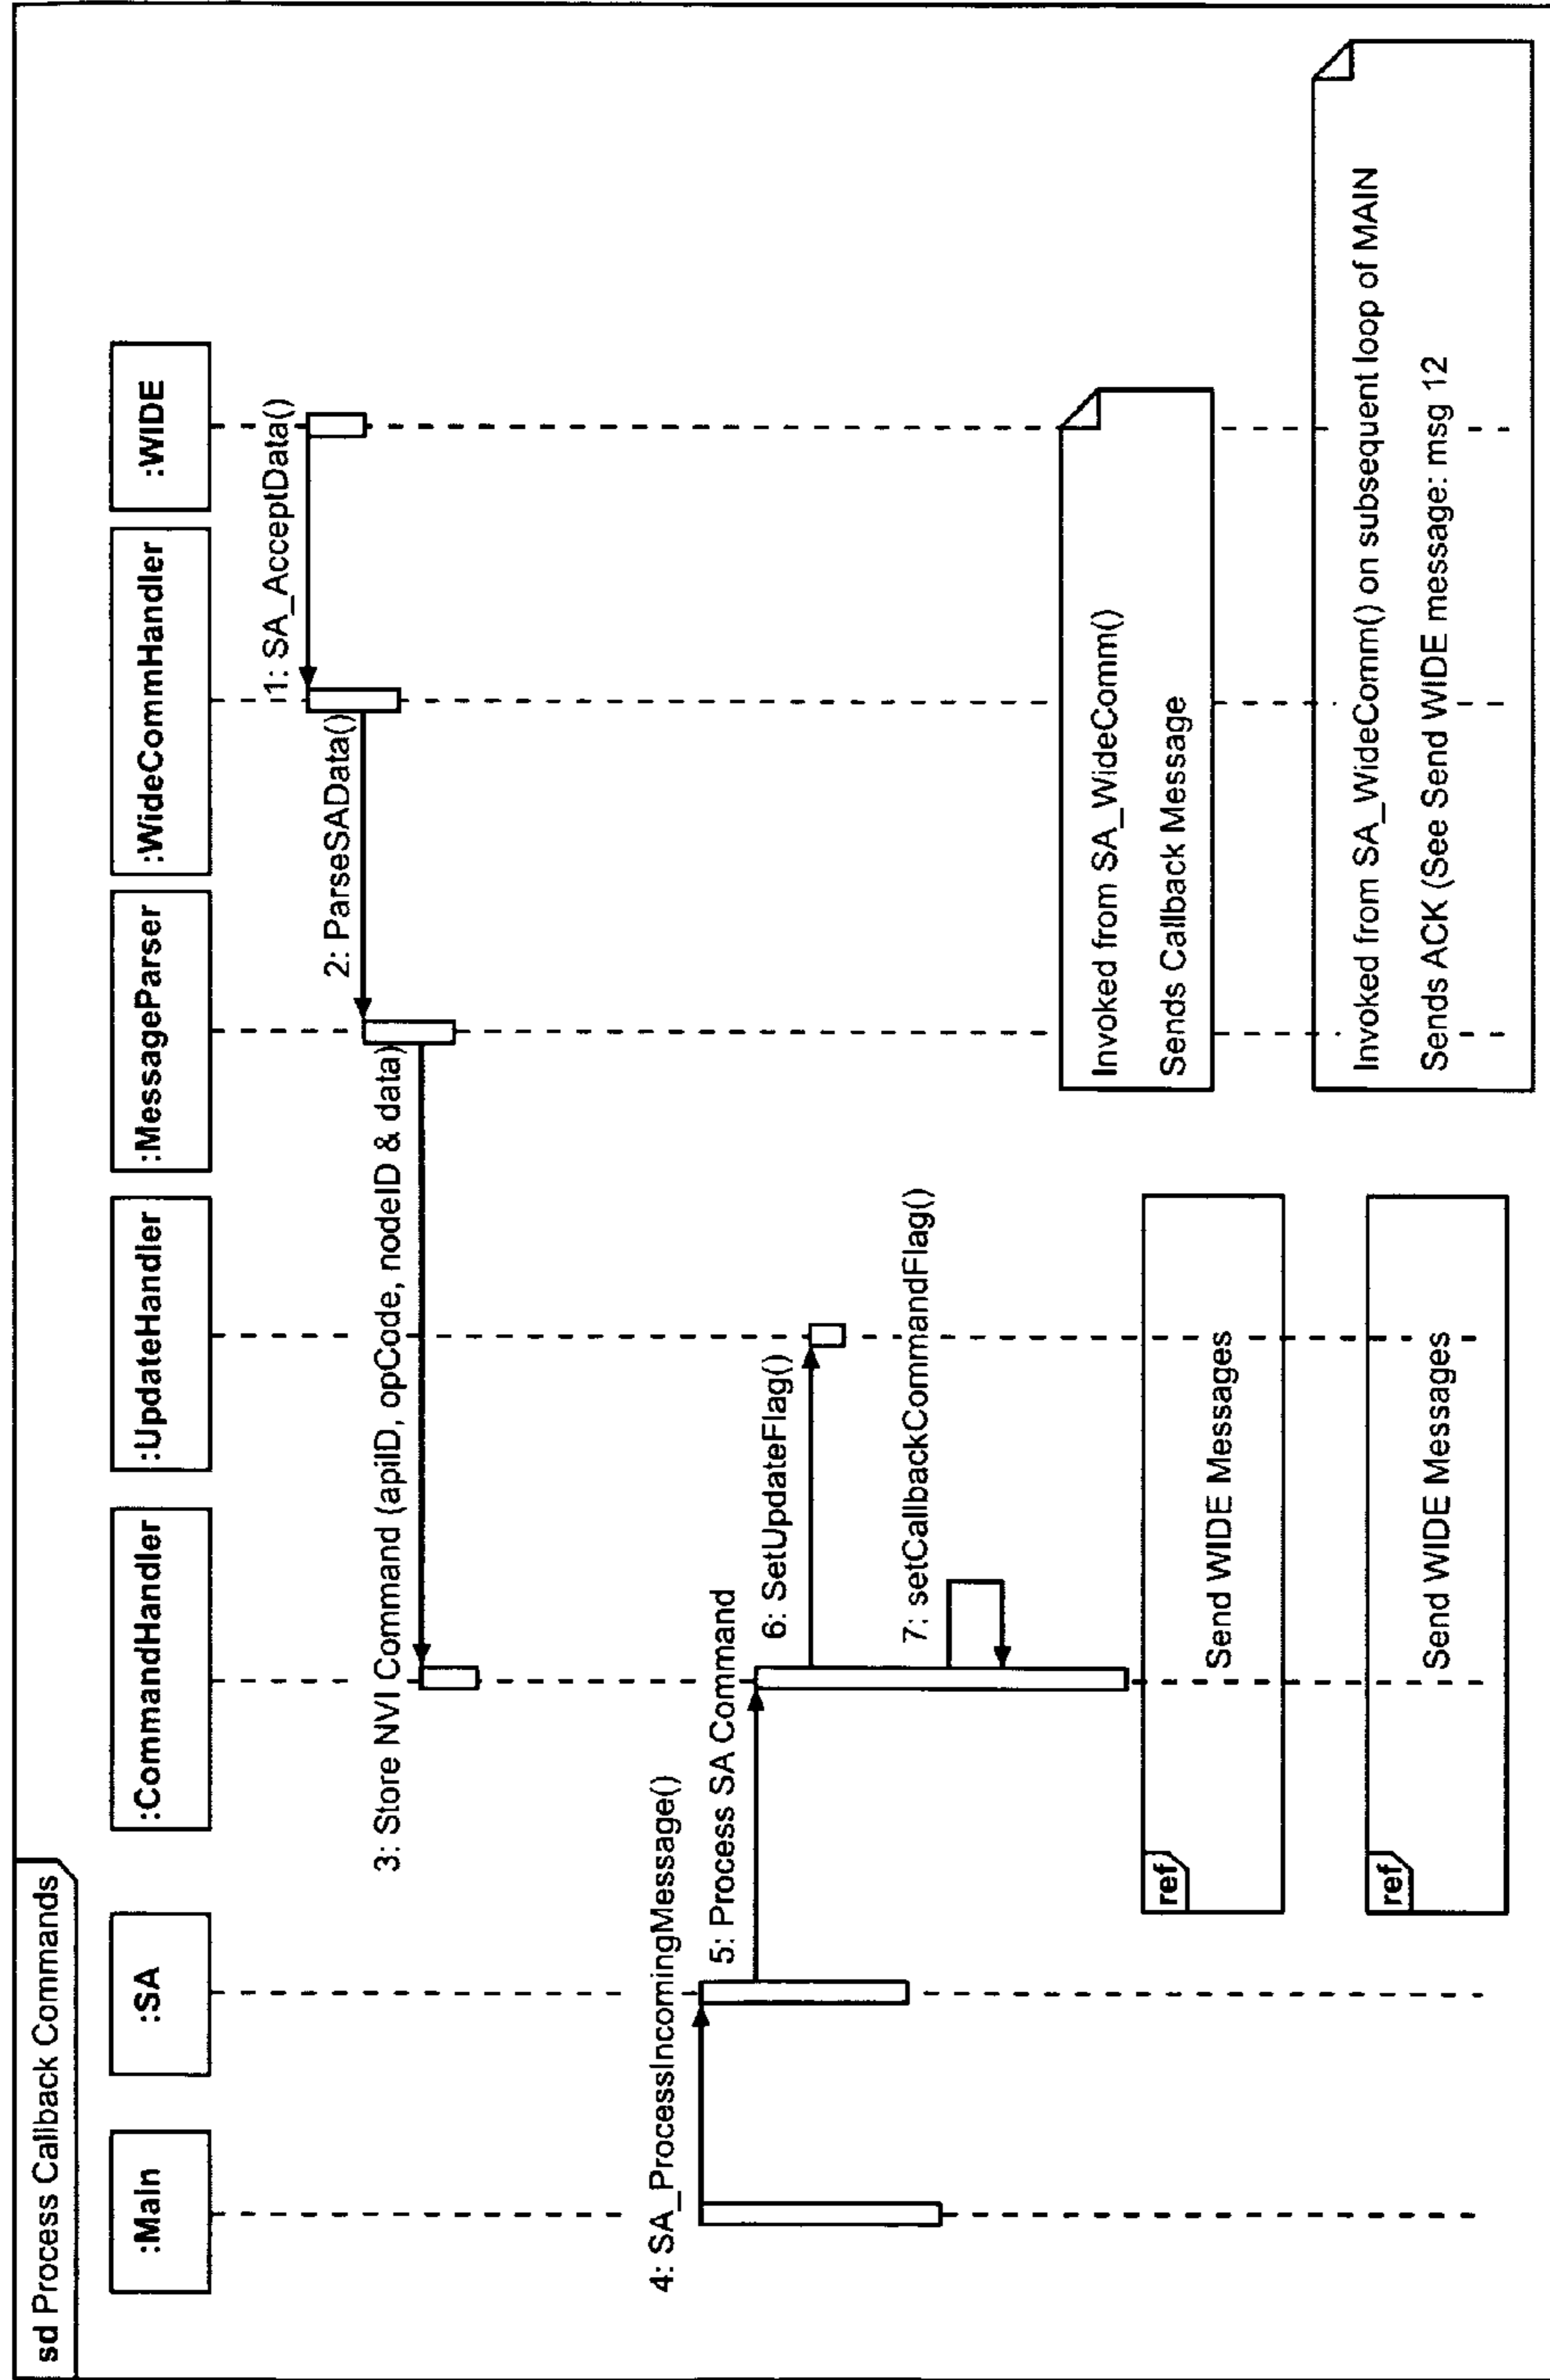 sd Process Callback Commands
:Main
:SA
:CommandHandler
:UpdateHandler
:MessageParser
:WideCommHandler
:WIDE
1: SA_AcceptData()
2: ParseSAData()
3: Store NVI Command (apiID, opCode, nodeID & data)
4: SA_ProcessIncomingMessage()
5: Process SA Command
6: SetUpdateFlag()
7: setCallbackCommandFlag()
Invoked from SA_WideComm()
Sends Callback Message
ref
Send WIDE Messages
Invoked from SA_WideComm() on subsequent loop of MAIN
Sends ACK (See Send WIDE message: msg 12
ref
Send WIDE Messages